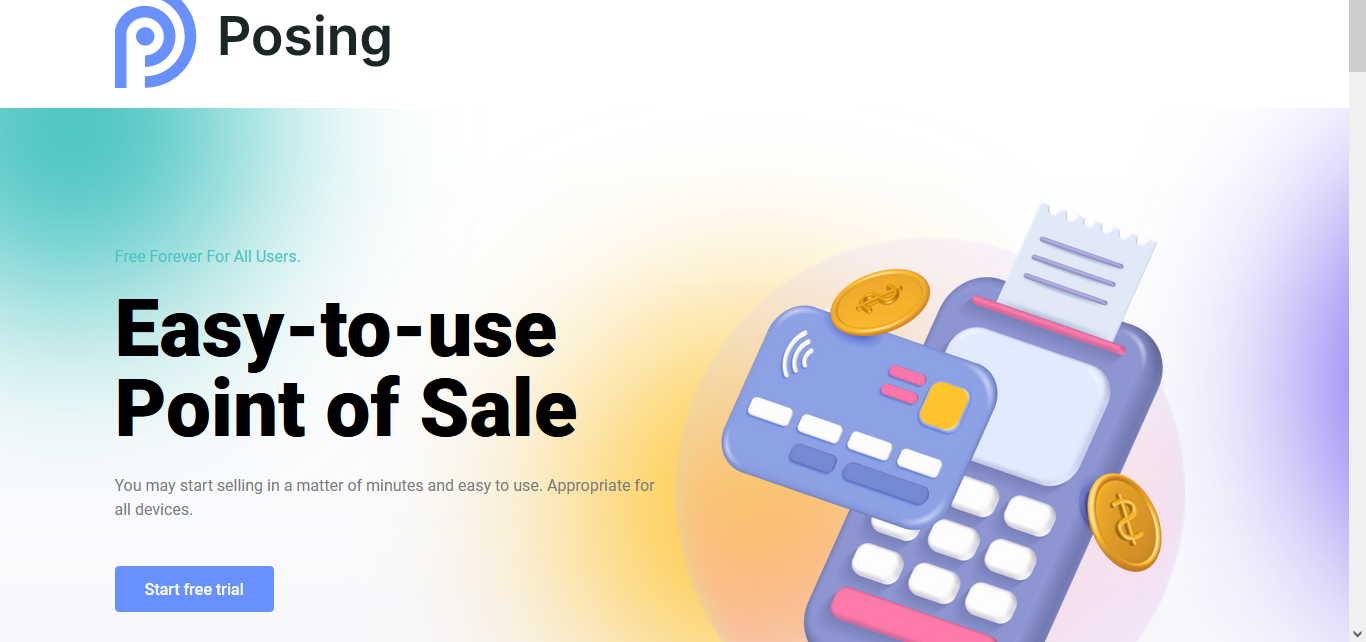 Posing
Free Forever For All Users.
Easy-to-use
Point of Sale
You may start selling in a matter of minutes and easy to use. Appropriate for
all devices.
Start free trial